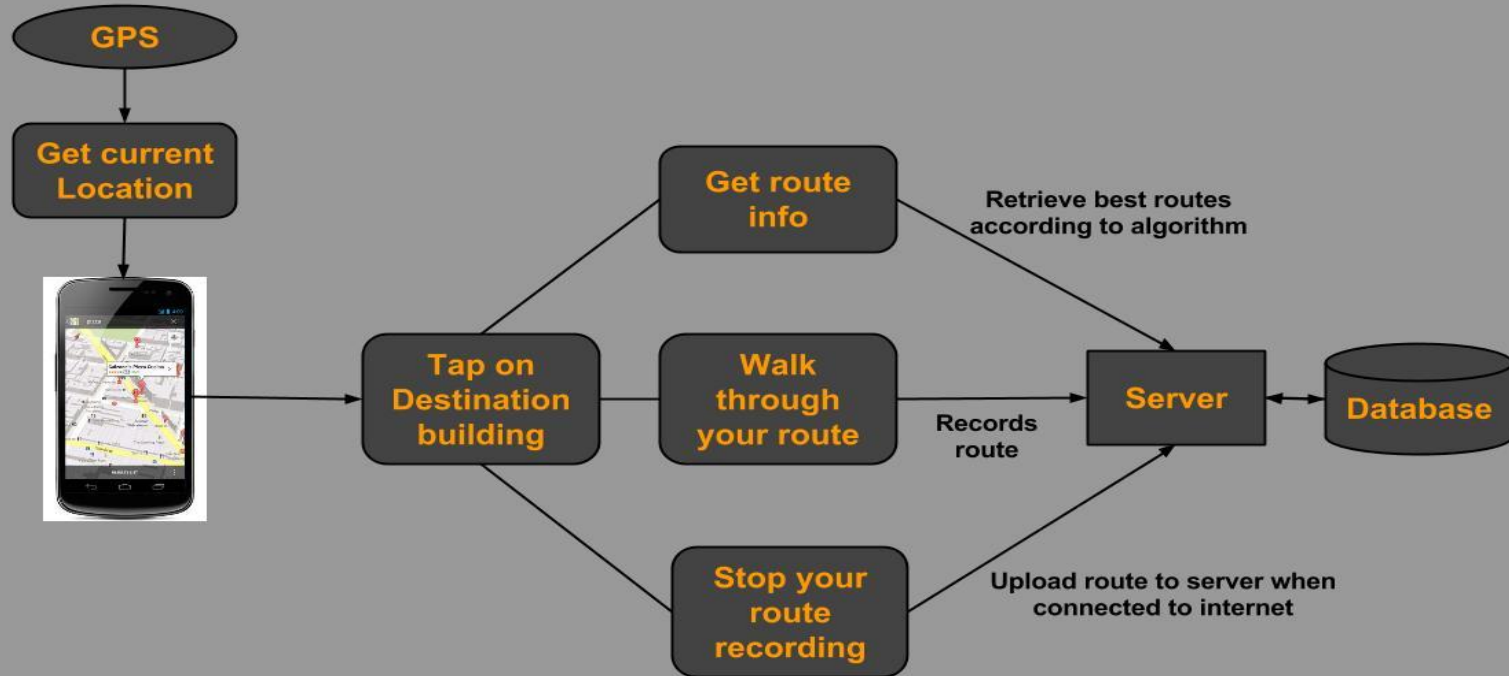 GPS
Get current
Location
Tap on
Destination
building
Get route
info
Retrieve best routes
according to algorithm
Walk
through
your route
Records
route
Stop your
route
recording
Upload route to server when
connected to internet
Server
Database